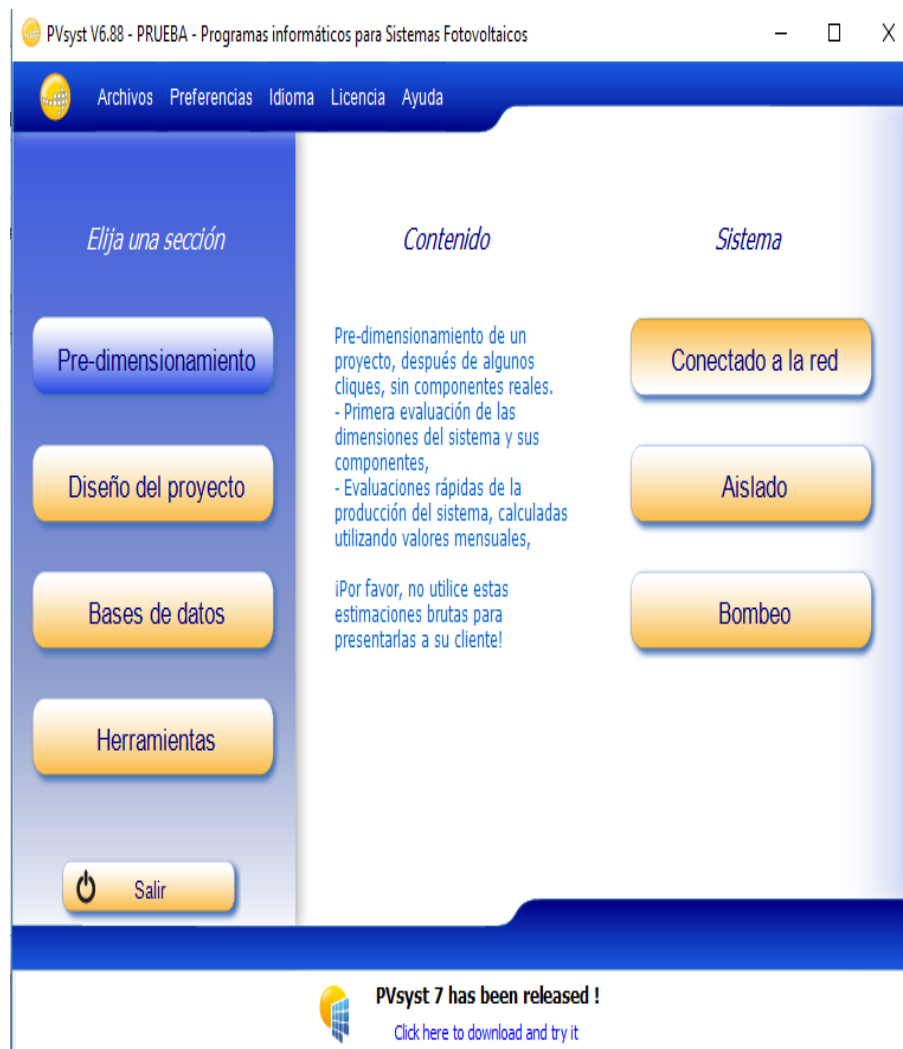 PVsyst V6.88 - PRUEBA - Programas informáticos para Sistemas Fotovoltaicos
Archivos Preferencias Idioma Licencia Ayuda
Elija una sección
Pre-dimensionamiento
Diseño del proyecto
Bases de datos
Herramientas
Salir
Contenido
Pre-dimensionamiento de un
proyecto, después de algunos
cliques, sin componentes reales.
- Primera evaluación de las
dimensiones del sistema y sus
componentes,
- Evaluaciones rápidas de la
producción del sistema, calculadas
utilizando valores mensuales,
¡Por favor, no utilice estas
estimaciones brutas para
presentarlas a su cliente!
Sistema
Conectado a la red
Aislado
Bombeo
PVsyst 7 has been released !
Click here to download and try it